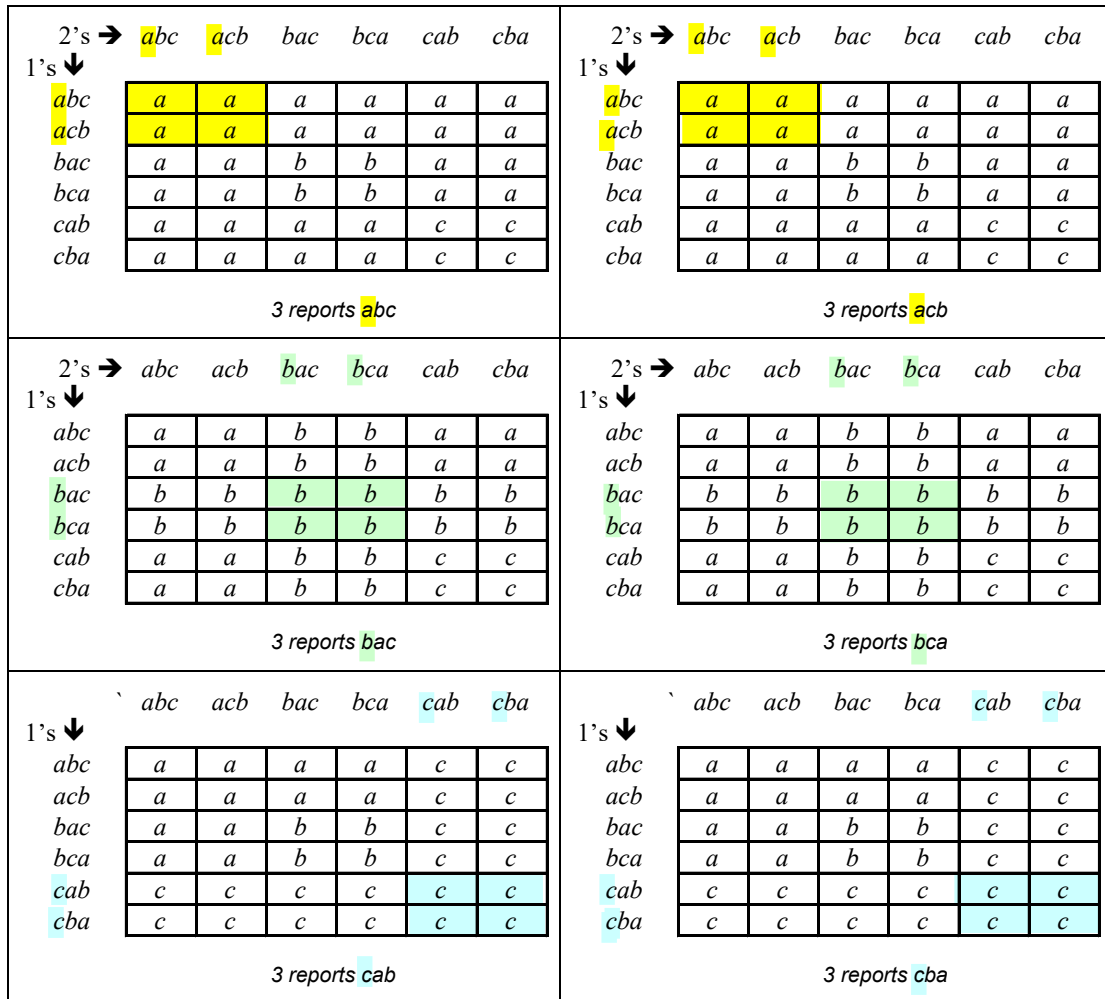 2's ➔ abc acb bac bca cab cba
1's 🡻
abc a a a a a a
acb a a a a a a
bac a a b b a a
bca a a b b a a
cab a a a a c c
cba a a a a c c
3 reports abc
2's ➔ abc acb bac bca cab cba
1's 🡻
abc a a a a a a
acb a a a a a a
bac a a b b a a
bca a a b b a a
cab a a a a c c
cba a a a a c c
3 reports acb
2's ➔ abc acb bac bca cab cba
1's 🡻
abc a a b b a a
acb a a b b a a
bac b b b b b b
bca b b b b b b
cab a a b b c c
cba a a b b c c
3 reports bac
2's ➔ abc acb bac bca cab cba
1's 🡻
abc a a b b a a
acb a a b b a a
bac b b b b b b
bca b b b b b b
cab a a b b c c
cba a a b b c c
3 reports bca
` abc acb bac bca cab cba
1's 🡻
abc a a a a c c
acb a a a a c c
bac a a b b c c
bca a a b b c c
cab c c c c c c
cba c c c c c c
3 reports cab
` abc acb bac bca cab cba
1's 🡻
abc a a a a c c
acb a a a a c c
bac a a b b c c
bca a a b b c c
cab c c c c c c
cba c c c c c c
3 reports cba